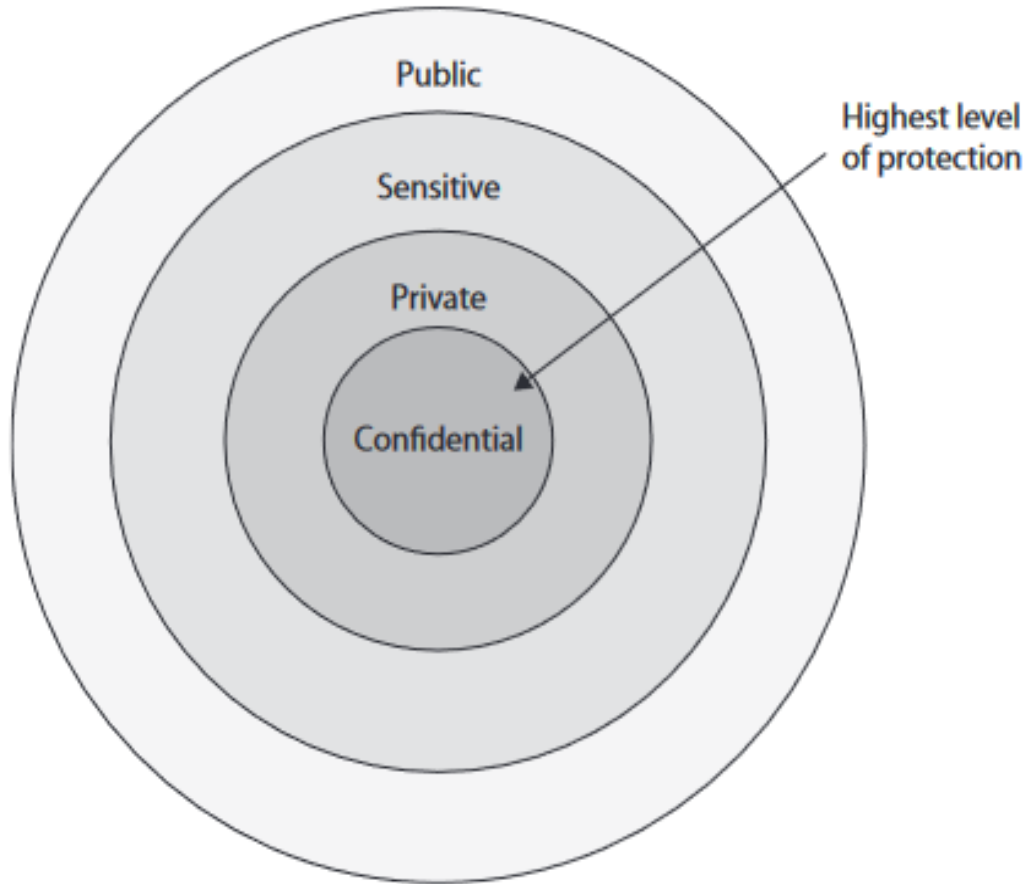 Public
Highest level
of protection
Sensitive
Private
Confidential